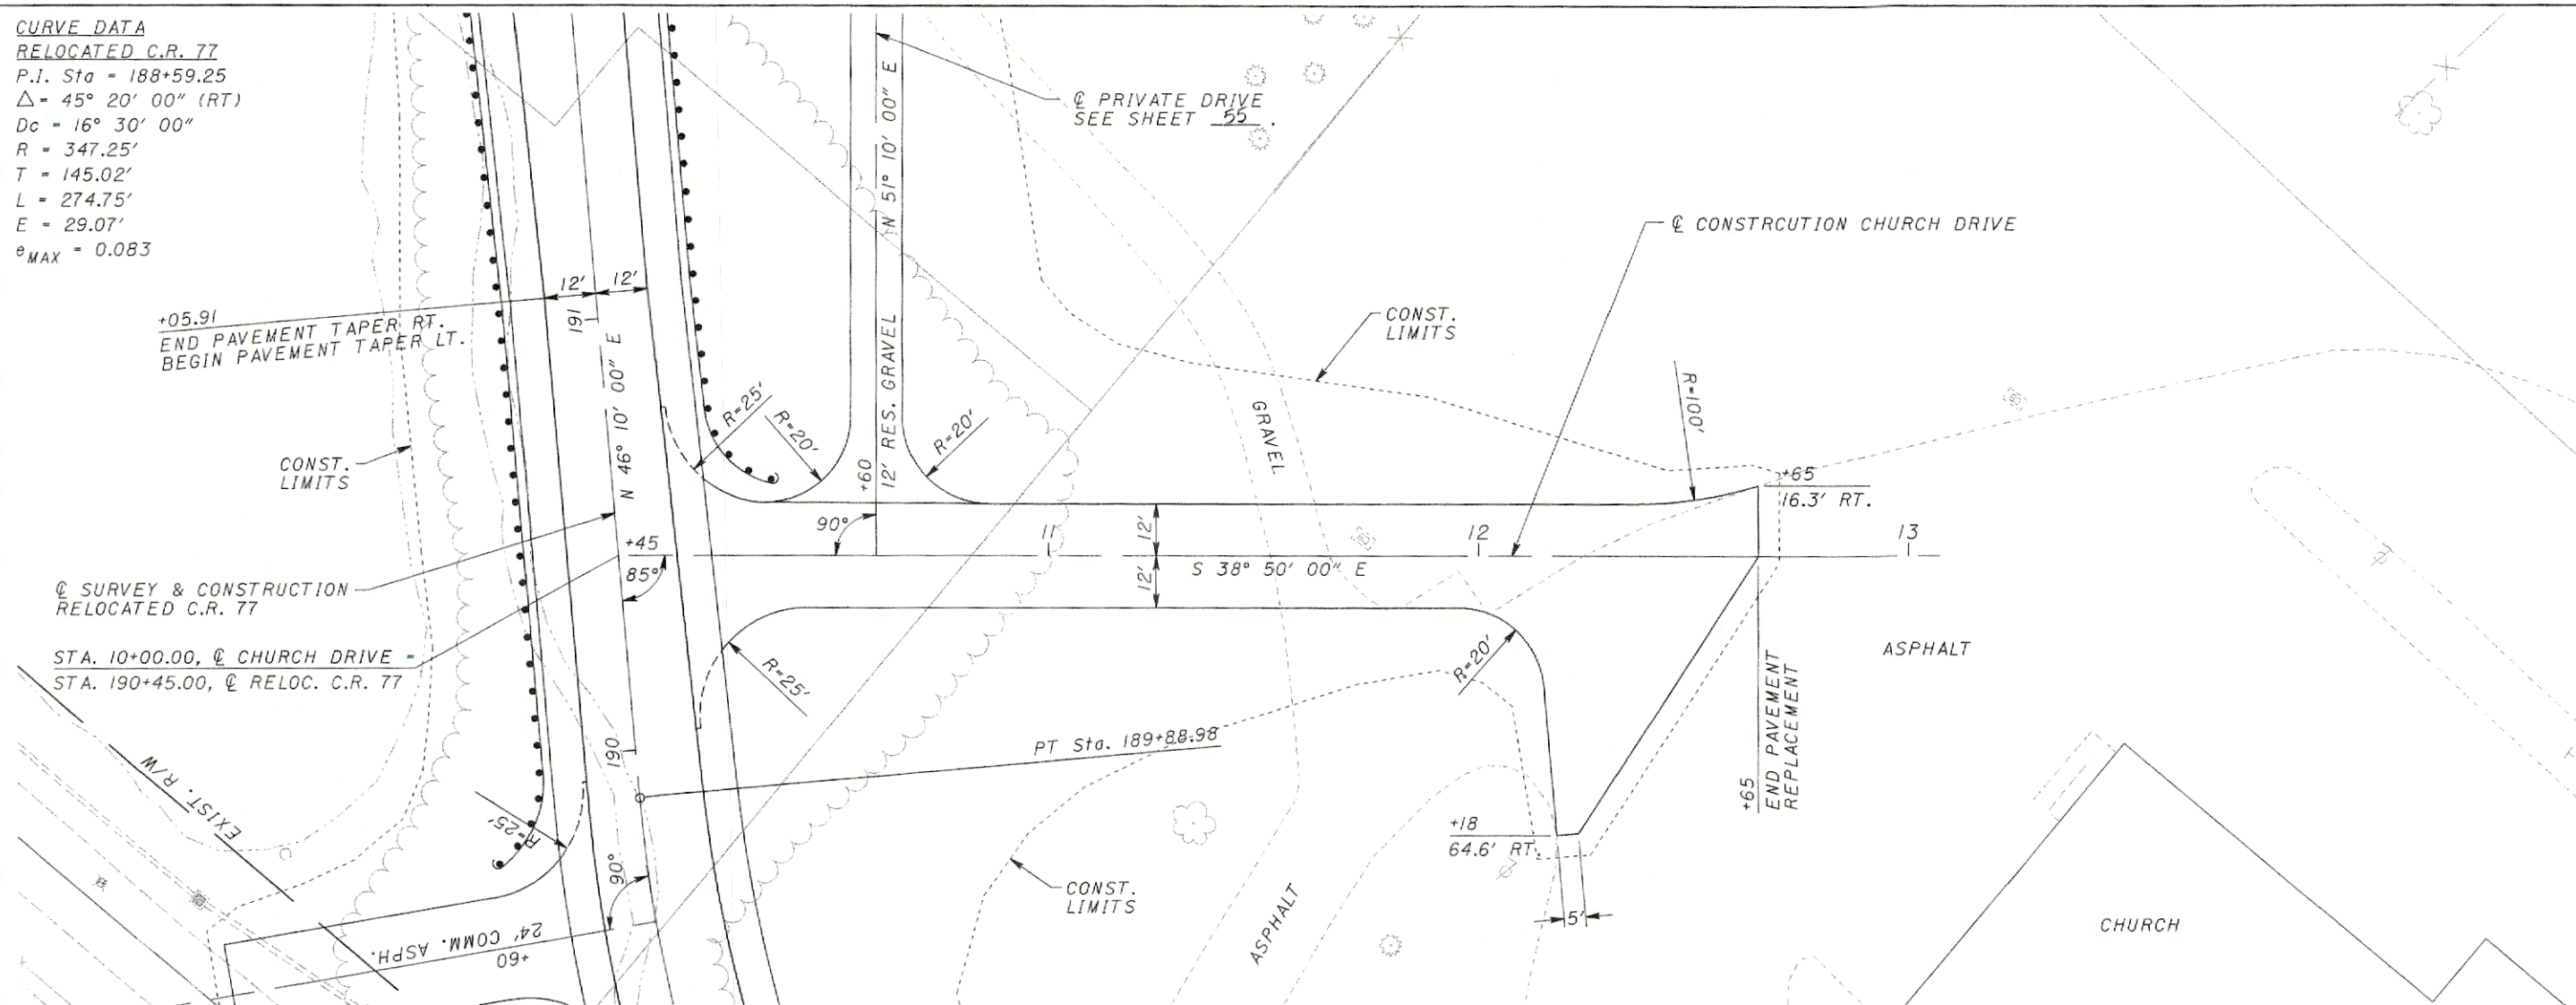 CURVE DATA
RELOCATED C.R. 77
P.I. Sta = 188+59.25
△= 45° 20' 00" (RT)
Dc = 16° 30' 00"
R = 347.25'
T = 145.02'
L = 274.75'
E = 29.07'
eMAX = 0.083
+05.91
END PAVEMENT TAPER RT.
BEGIN PAVEMENT TAPER LT.
12'
12'
191
N 46° 10' 00" E
CONST.
LIMITS
℄ SURVEY & CONSTRUCTION
RELOCATED C.R. 77
STA. 10+00.00, ℄ CHURCH DRIVE =
STA. 190+45.00, ℄ RELOC. C.R. 77
+45
85°
190
EXIST. R/W
R=25'
90°
24' COMM. ASPH.
+60
℄ PRIVATE DRIVE
SEE SHEET 55 .
N 51° 10' 00" E
12' RES. GRAVEL
+60
R=25'
R=20'
R=20'
90°
11
12'
12'
S 38° 50' 00" E
12
13
GRAVEL
CONST.
LIMITS
℄ CONSTRCUTION CHURCH DRIVE
R=100'
+65
16.3' RT.
R=25'
PT Sta. 189+88.98
R=20'
+65
END PAVEMENT
REPLACEMENT
ASPHALT
+18
64.6' RT.
5'
CONST.
LIMITS
ASPHALT
CHURCH